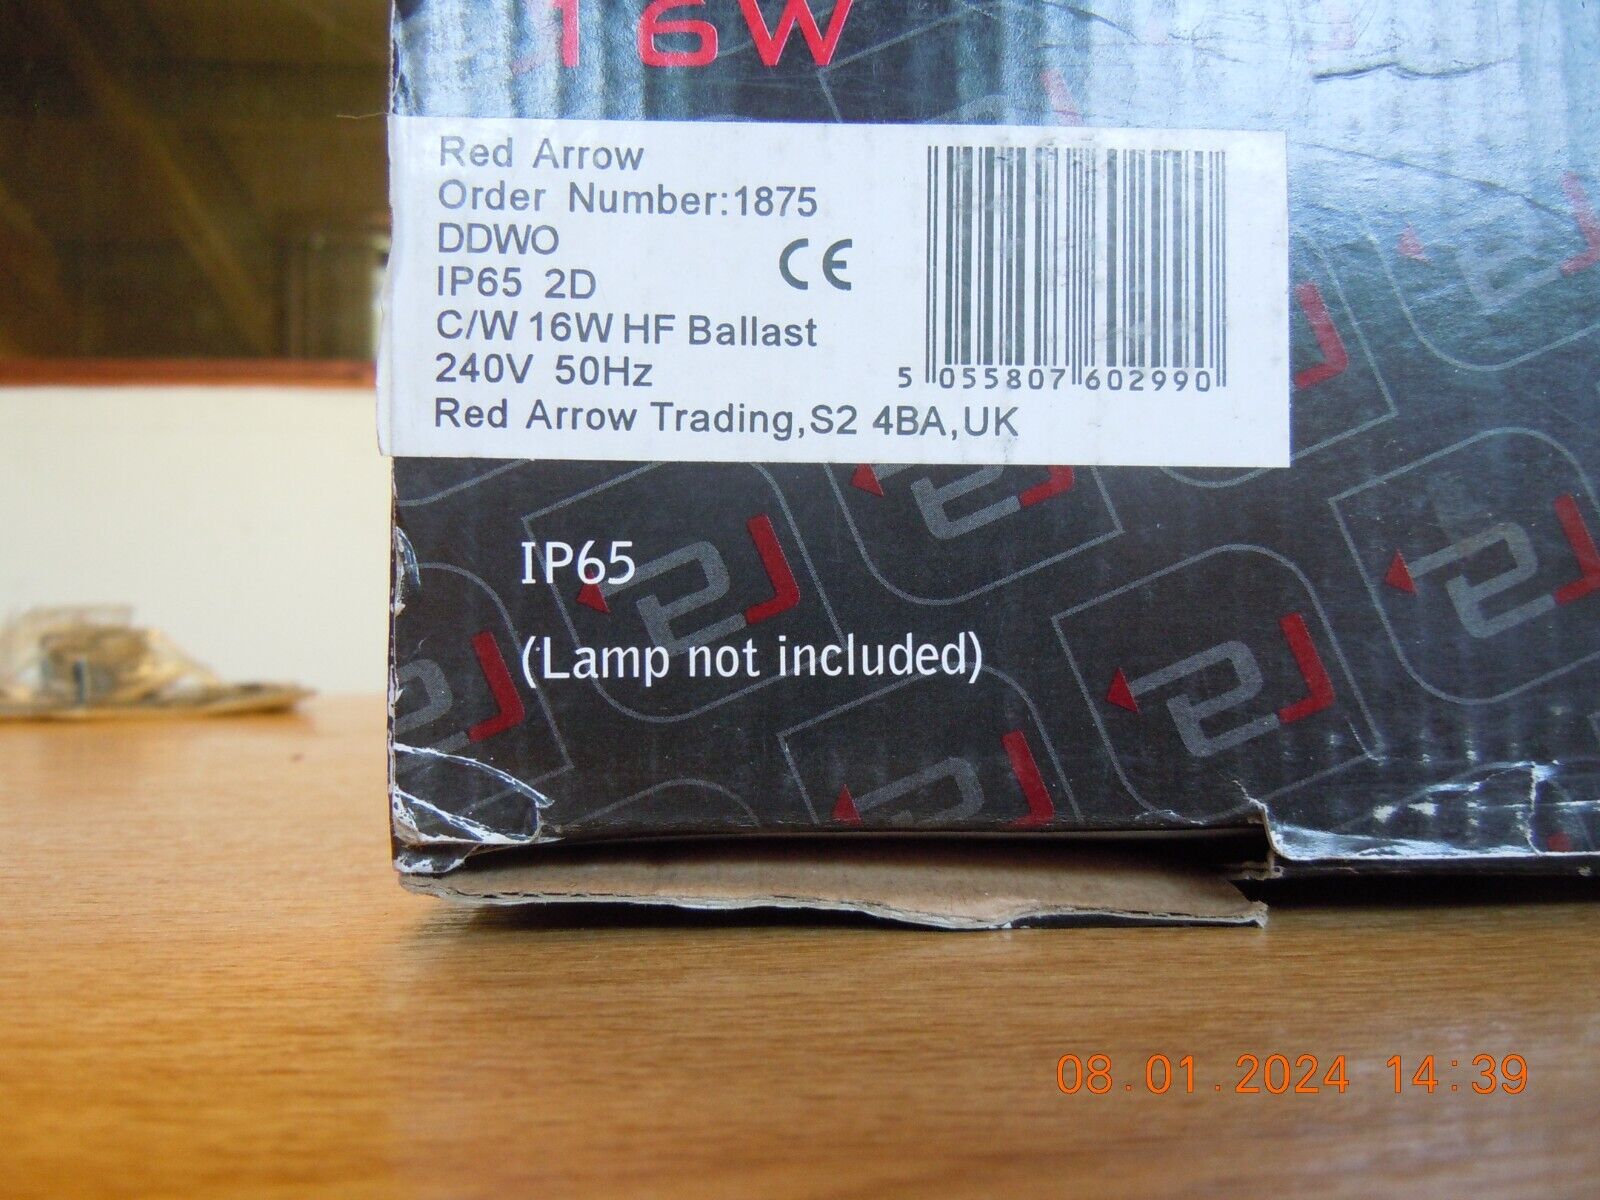 16W
Red Arrow
Order Number:1875
DDWO
IP65 2D
CE
C/W 16W HF Ballast
240V 50Hz
5 055807 602990
Red Arrow Trading,S2 4BA,UK
IP65
(Lamp not included)
08.01.2024 14:39